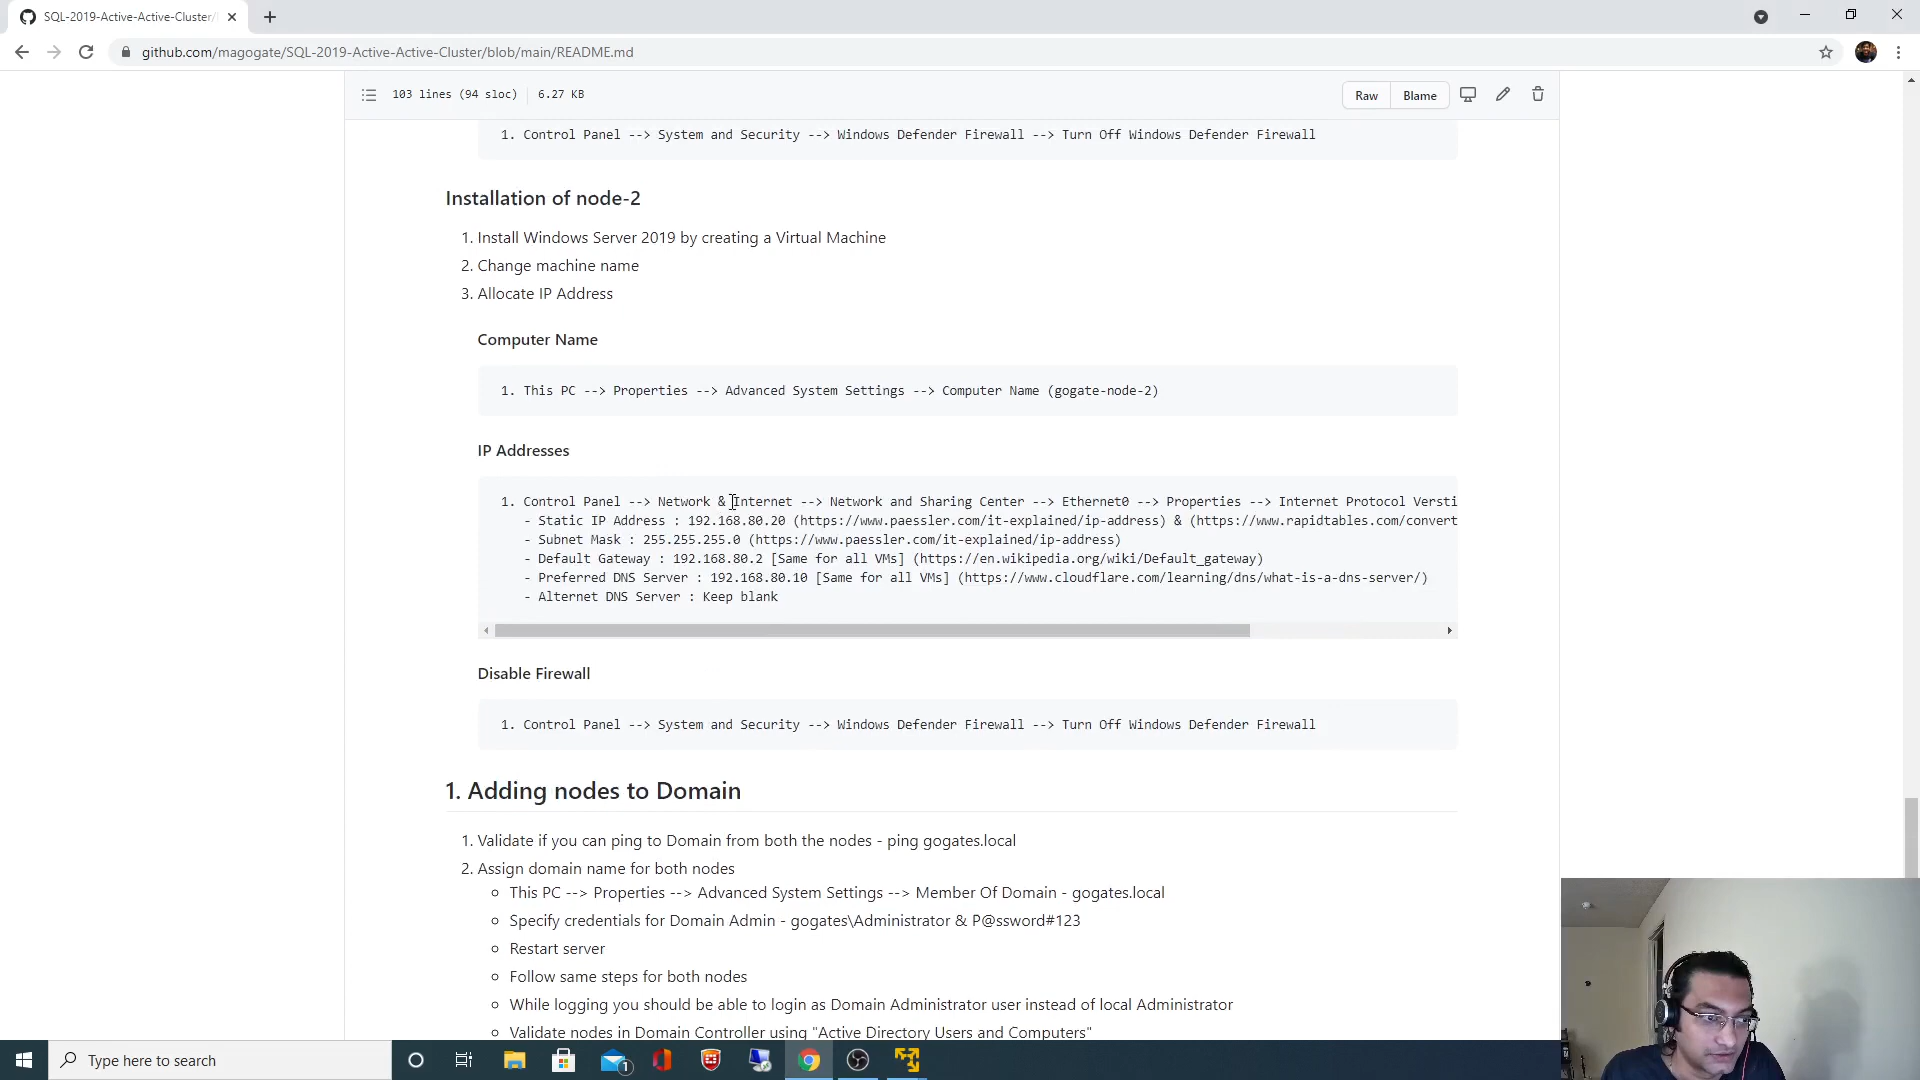 SQL-2019-Active-Active-Cluster/
github.com/magogate/SQL-2019-Active-Active-Cluster/blob/main/README.md
103 lines (94 sloc) 6.27 KB
Raw Blame
1. Control Panel --> System and Security --> Windows Defender Firewall --> Turn Off Windows Defender Firewall
Installation of node-2
1. Install Windows Server 2019 by creating a Virtual Machine
2. Change machine name
3. Allocate IP Address
Computer Name
1. This PC --> Properties --> Advanced System Settings --> Computer Name (gogate-node-2)
IP Addresses
1. Control Panel --> Network & Internet --> Network and Sharing Center --> Ethernet0 --> Properties --> Internet Protocol Versti
- Static IP Address : 192.168.80.20 (https://www.paessler.com/it-explained/ip-address) & (https://www.rapidtables.com/convert
- Subnet Mask : 255.255.255.0 (https://www.paessler.com/it-explained/ip-address)
- Default Gateway : 192.168.80.2 [Same for all VMs] (https://en.wikipedia.org/wiki/Default_gateway)
- Preferred DNS Server : 192.168.80.10 [Same for all VMs] (https://www.cloudflare.com/learning/dns/what-is-a-dns-server/)
- Alternet DNS Server : Keep blank
Disable Firewall
1. Control Panel --> System and Security --> Windows Defender Firewall --> Turn Off Windows Defender Firewall
1. Adding nodes to Domain
1. Validate if you can ping to Domain from both the nodes - ping gogates.local
2. Assign domain name for both nodes
This PC --> Properties --> Advanced System Settings --> Member Of Domain - gogates.local
Specify credentials for Domain Admin - gogates\Administrator & P@ssword#123
Restart server
Follow same steps for both nodes
While logging you should be able to login as Domain Administrator user instead of local Administrator
Validate nodes in Domain Controller using "Active Directory Users and Computers"
Type here to search
1